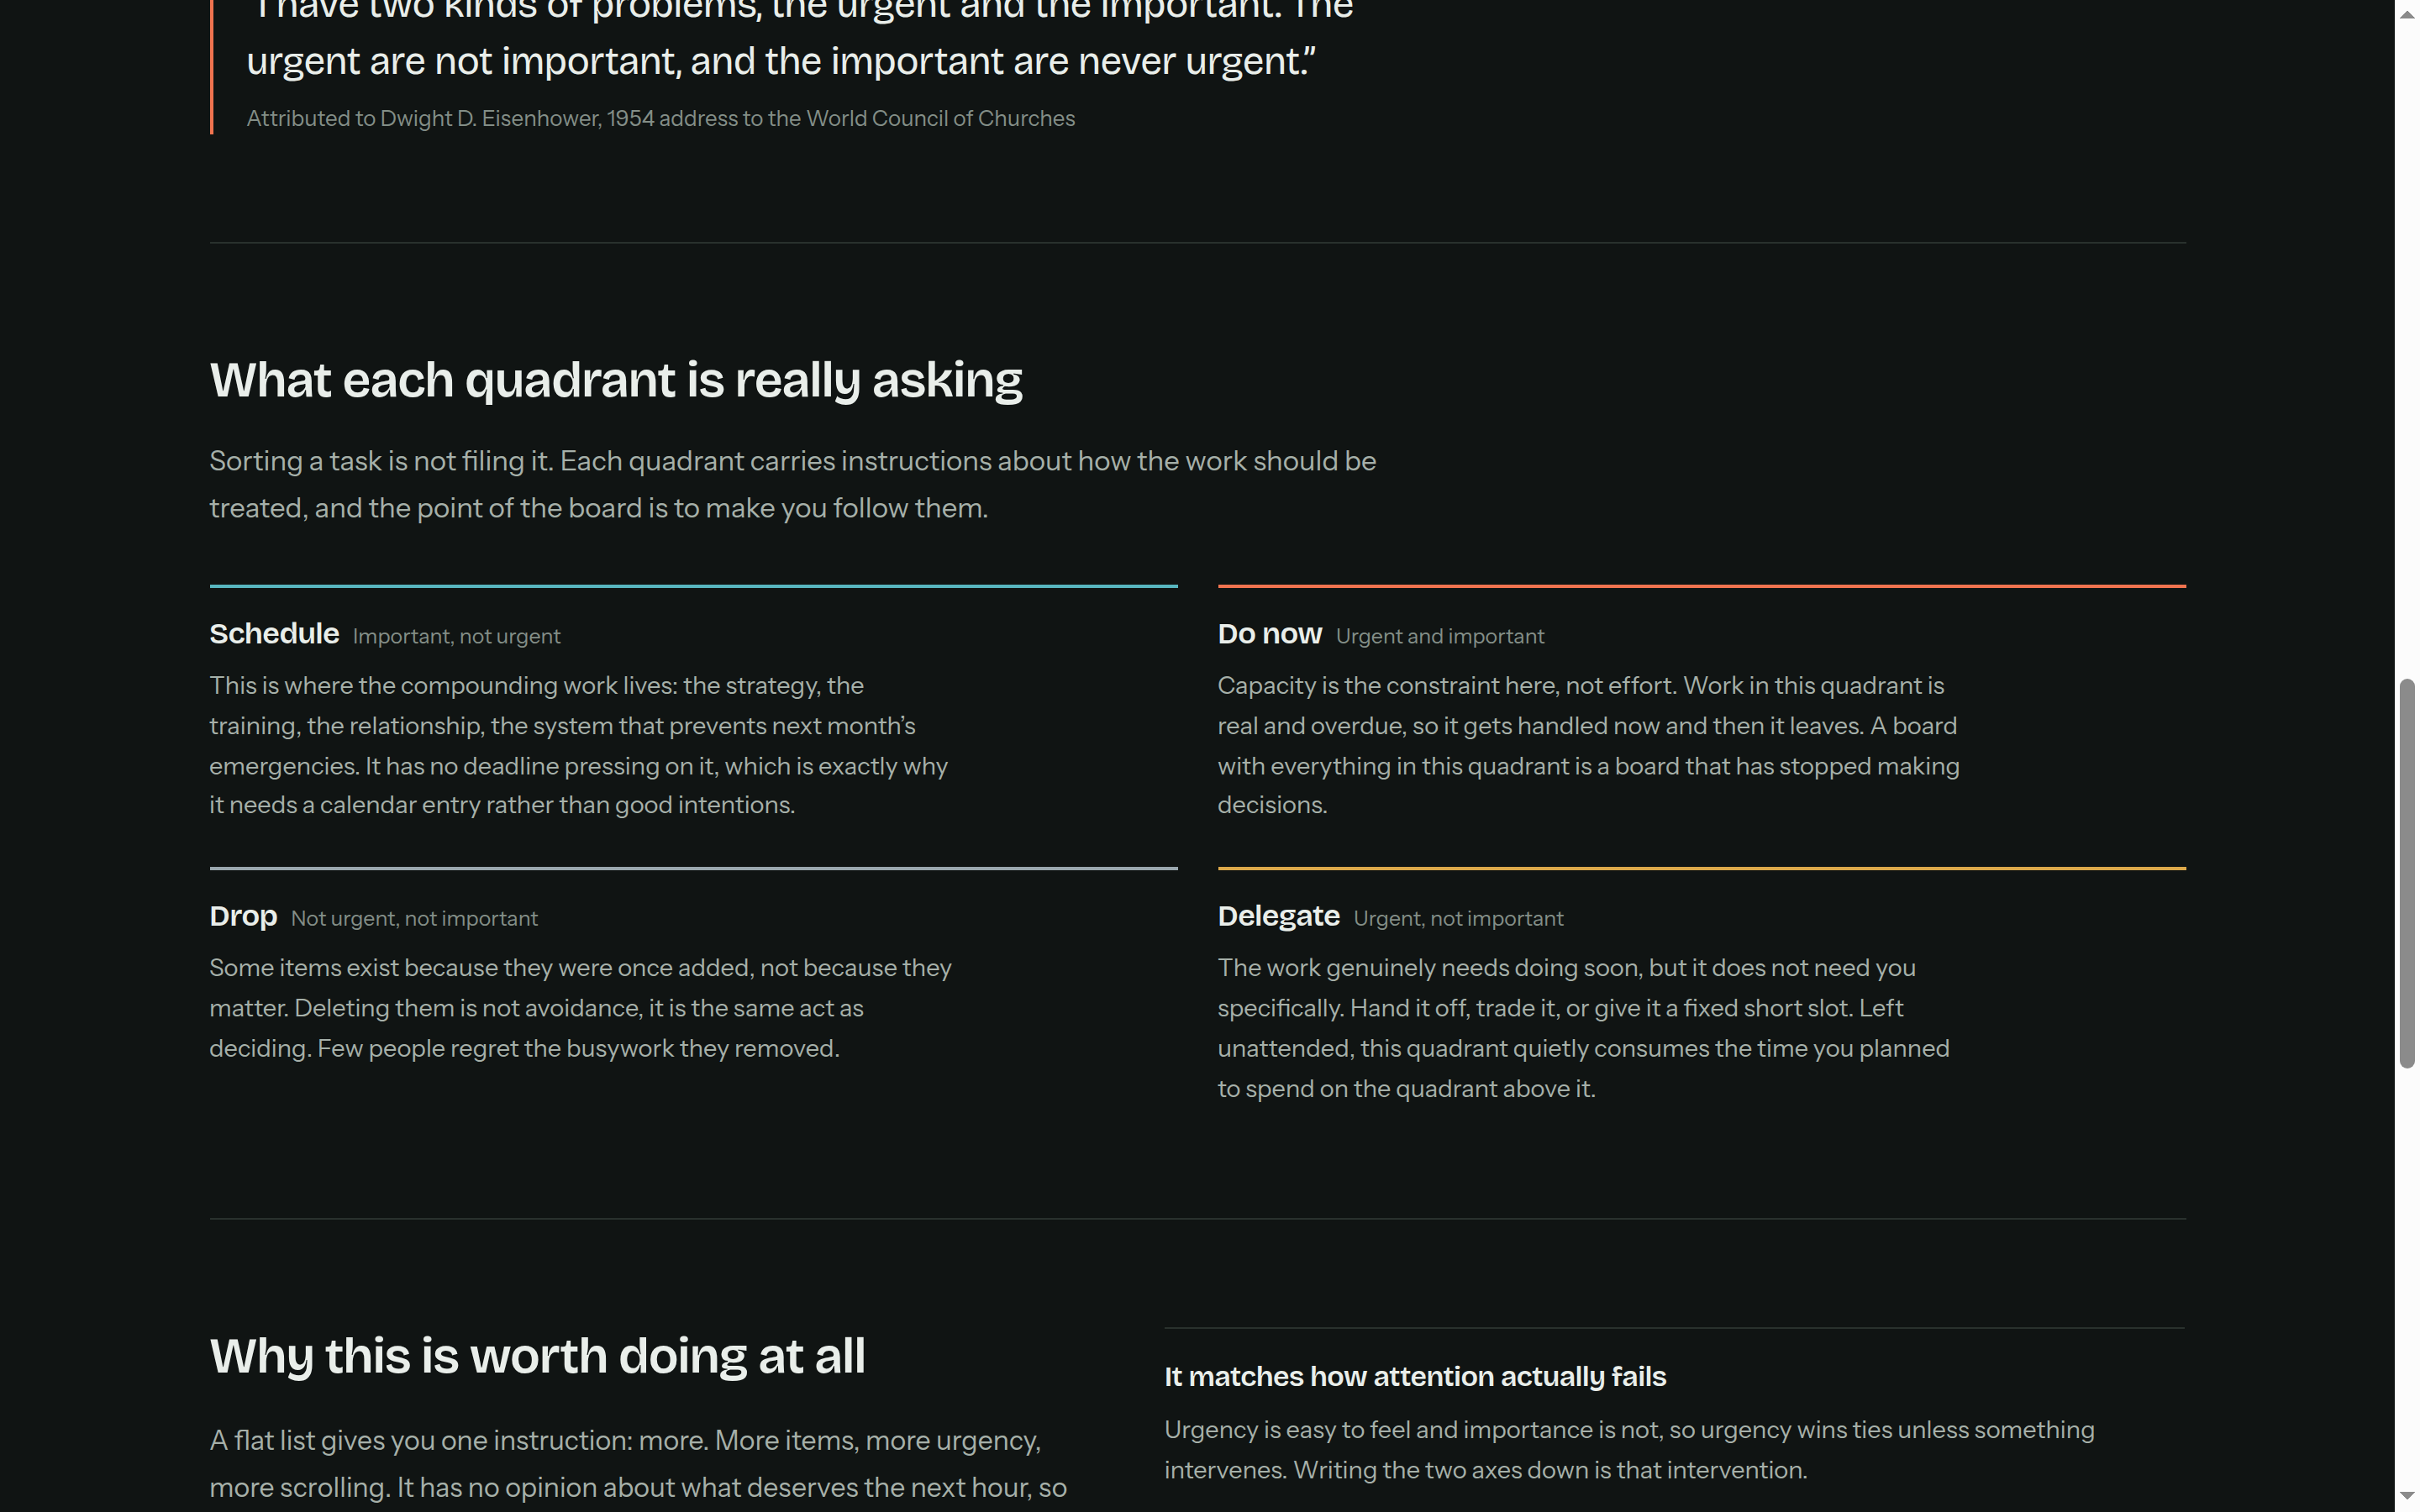 “I have two kinds of problems, the urgent and the important. The
urgent are not important, and the important are never urgent.”
Attributed to Dwight D. Eisenhower, 1954 address to the World Council of Churches
What each quadrant is really asking
Sorting a task is not filing it. Each quadrant carries instructions about how the work should be
treated, and the point of the board is to make you follow them.
Schedule Important, not urgent
This is where the compounding work lives: the strategy, the
training, the relationship, the system that prevents next month’s
emergencies. It has no deadline pressing on it, which is exactly why
it needs a calendar entry rather than good intentions.
Do now Urgent and important
Capacity is the constraint here, not effort. Work in this quadrant is
real and overdue, so it gets handled now and then it leaves. A board
with everything in this quadrant is a board that has stopped making
decisions.
Drop Not urgent, not important
Some items exist because they were once added, not because they
matter. Deleting them is not avoidance, it is the same act as
deciding. Few people regret the busywork they removed.
Delegate Urgent, not important
The work genuinely needs doing soon, but it does not need you
specifically. Hand it off, trade it, or give it a fixed short slot. Left
unattended, this quadrant quietly consumes the time you planned
to spend on the quadrant above it.
Why this is worth doing at all
A flat list gives you one instruction: more. More items, more urgency,
more scrolling. It has no opinion about what deserves the next hour, so
It matches how attention actually fails
Urgency is easy to feel and importance is not, so urgency wins ties unless something
intervenes. Writing the two axes down is that intervention.